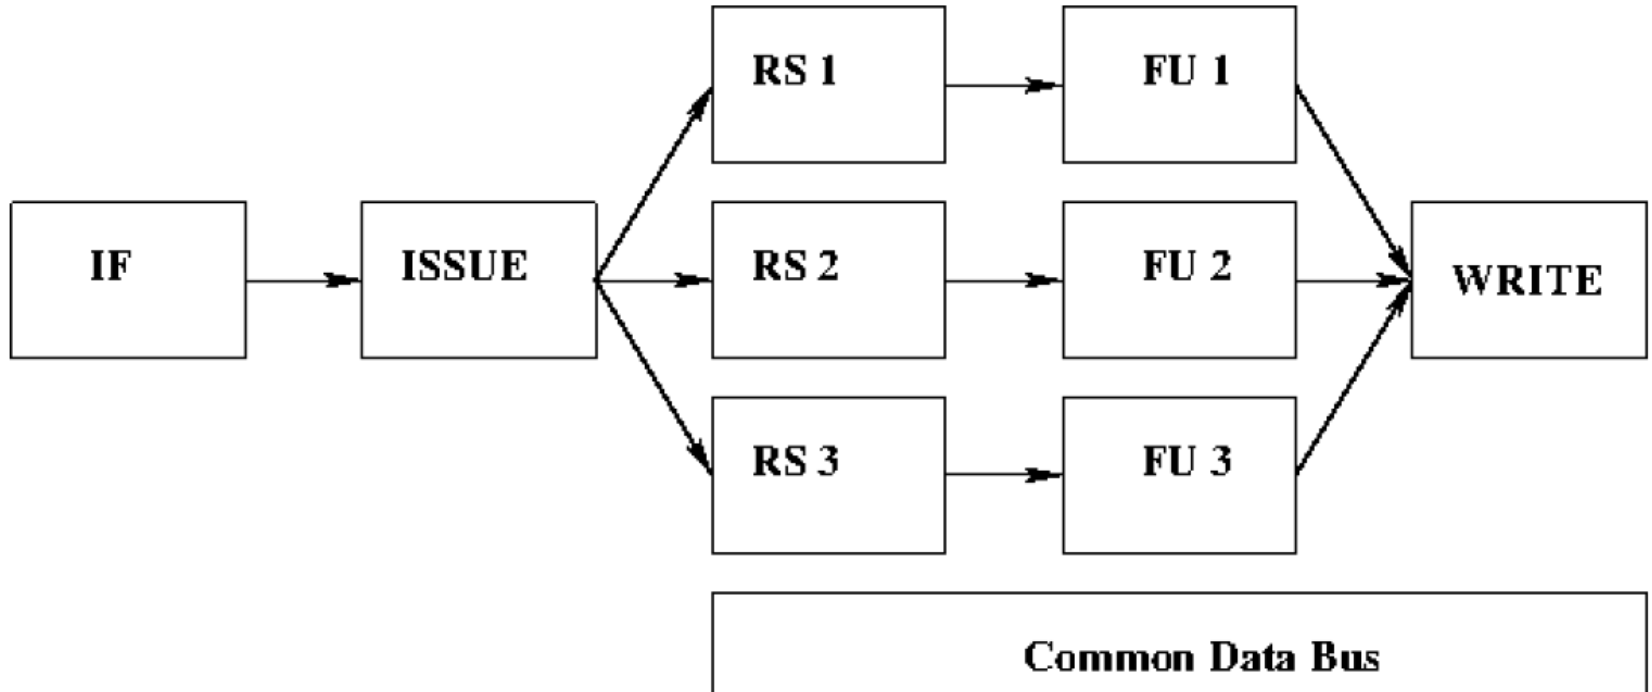 RS 1
FU 1
IF
ISSUE
RS 2
FU 2
WRITE
RS 3
FU 3
Common Data Bus